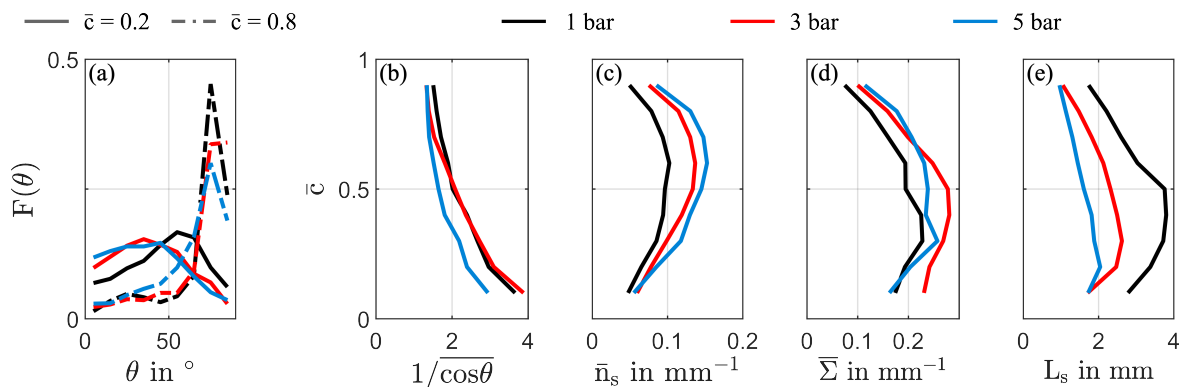 c̄ = 0.2 c̄ = 0.8 1 bar 3 bar 5 bar
(a) (b) (c) (d) (e)
0.5 1
F(θ) c̄ 0.5
0 0
0 50 0 2 4 0 0.1 0.2 0 0.1 0.2 0 2 4
θ in ° 1/c̅o̅s̅θ̅ n̄ₛ in mm⁻¹ Σ̅ in mm⁻¹ Lₛ in mm